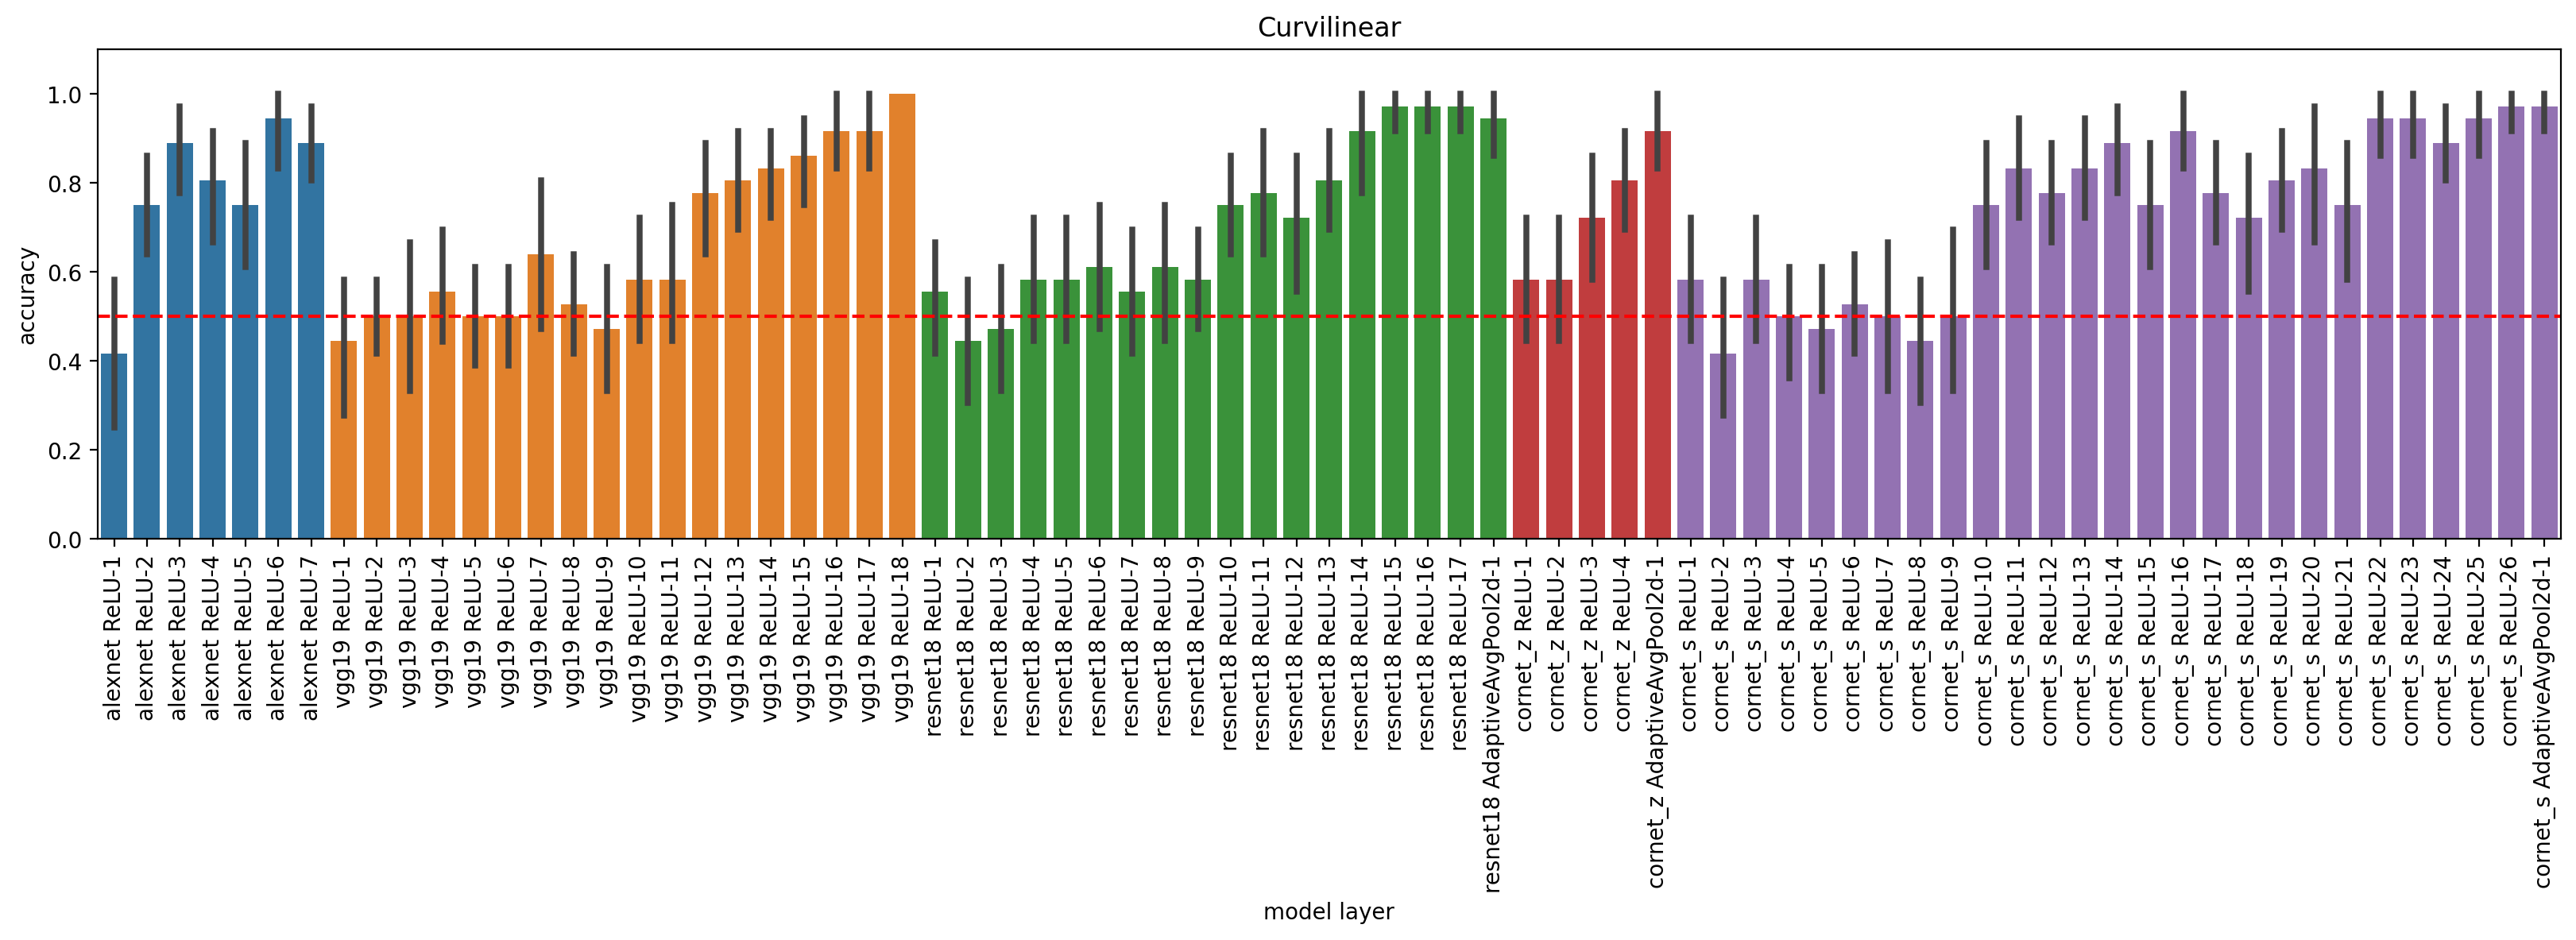 Curvilinear
accuracy
1.0
0.8
0.6
0.4
0.2
0.0
alexnet ReLU-1
alexnet ReLU-2
alexnet ReLU-3
alexnet ReLU-4
alexnet ReLU-5
alexnet ReLU-6
alexnet ReLU-7
vgg19 ReLU-1
vgg19 ReLU-2
vgg19 ReLU-3
vgg19 ReLU-4
vgg19 ReLU-5
vgg19 ReLU-6
vgg19 ReLU-7
vgg19 ReLU-8
vgg19 ReLU-9
vgg19 ReLU-10
vgg19 ReLU-11
vgg19 ReLU-12
vgg19 ReLU-13
vgg19 ReLU-14
vgg19 ReLU-15
vgg19 ReLU-16
vgg19 ReLU-17
vgg19 ReLU-18
resnet18 ReLU-1
resnet18 ReLU-2
resnet18 ReLU-3
resnet18 ReLU-4
resnet18 ReLU-5
resnet18 ReLU-6
resnet18 ReLU-7
resnet18 ReLU-8
resnet18 ReLU-9
resnet18 ReLU-10
resnet18 ReLU-11
resnet18 ReLU-12
resnet18 ReLU-13
resnet18 ReLU-14
resnet18 ReLU-15
resnet18 ReLU-16
resnet18 ReLU-17
resnet18 AdaptiveAvgPool2d-1
cornet_z ReLU-1
cornet_z ReLU-2
cornet_z ReLU-3
cornet_z ReLU-4
cornet_z AdaptiveAvgPool2d-1
cornet_s ReLU-1
cornet_s ReLU-2
cornet_s ReLU-3
cornet_s ReLU-4
cornet_s ReLU-5
cornet_s ReLU-6
cornet_s ReLU-7
cornet_s ReLU-8
cornet_s ReLU-9
cornet_s ReLU-10
cornet_s ReLU-11
cornet_s ReLU-12
cornet_s ReLU-13
cornet_s ReLU-14
cornet_s ReLU-15
cornet_s ReLU-16
cornet_s ReLU-17
cornet_s ReLU-18
cornet_s ReLU-19
cornet_s ReLU-20
cornet_s ReLU-21
cornet_s ReLU-22
cornet_s ReLU-23
cornet_s ReLU-24
cornet_s ReLU-25
cornet_s ReLU-26
cornet_s AdaptiveAvgPool2d-1
model layer